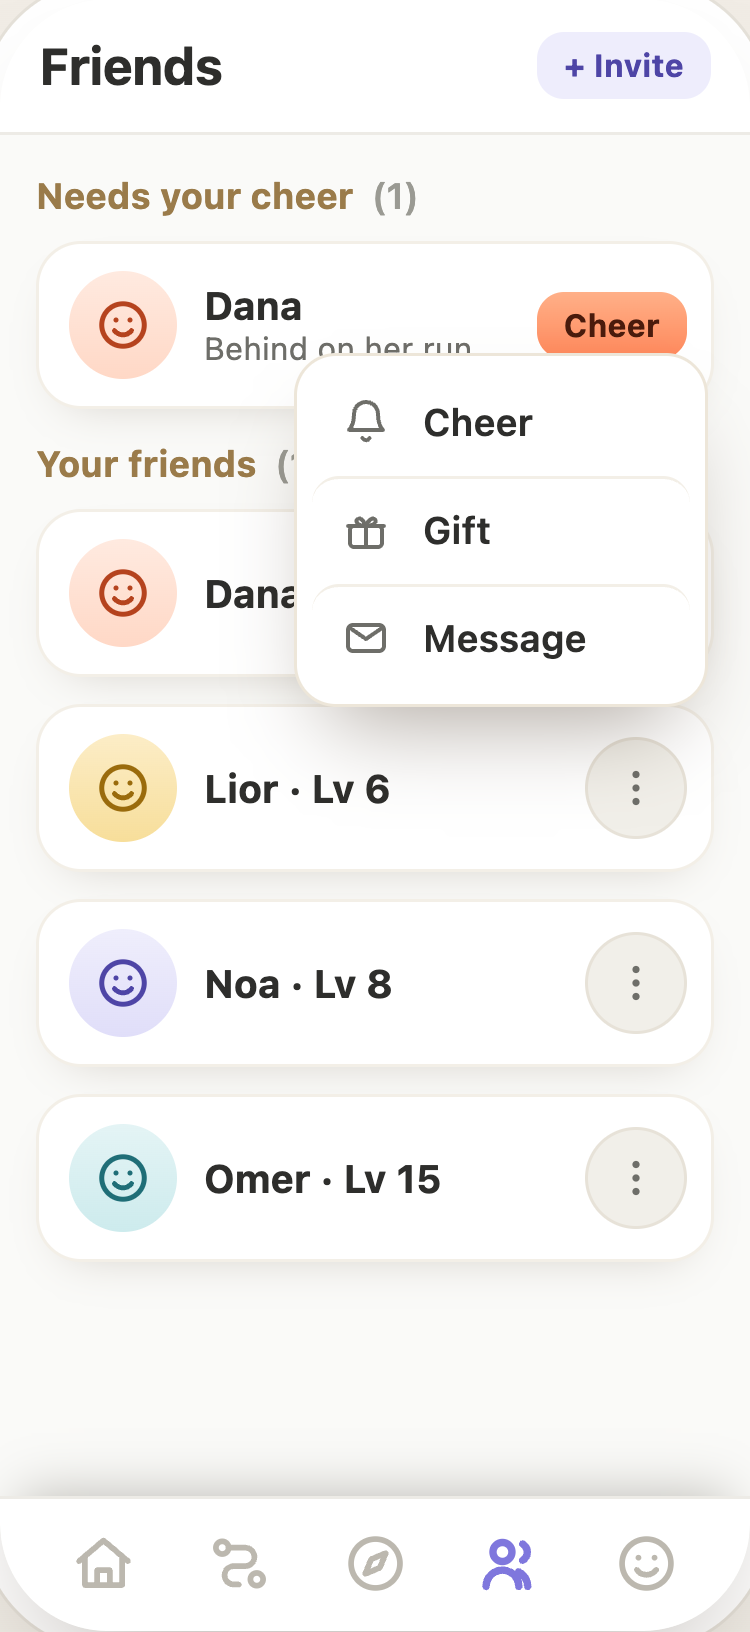 Friends
+ Invite
Needs your cheer (1)
Dana
Behind on her run
Cheer
Your friends
Cheer
Gift
Message
Dana
Lior · Lv 6
Noa · Lv 8
Omer · Lv 15